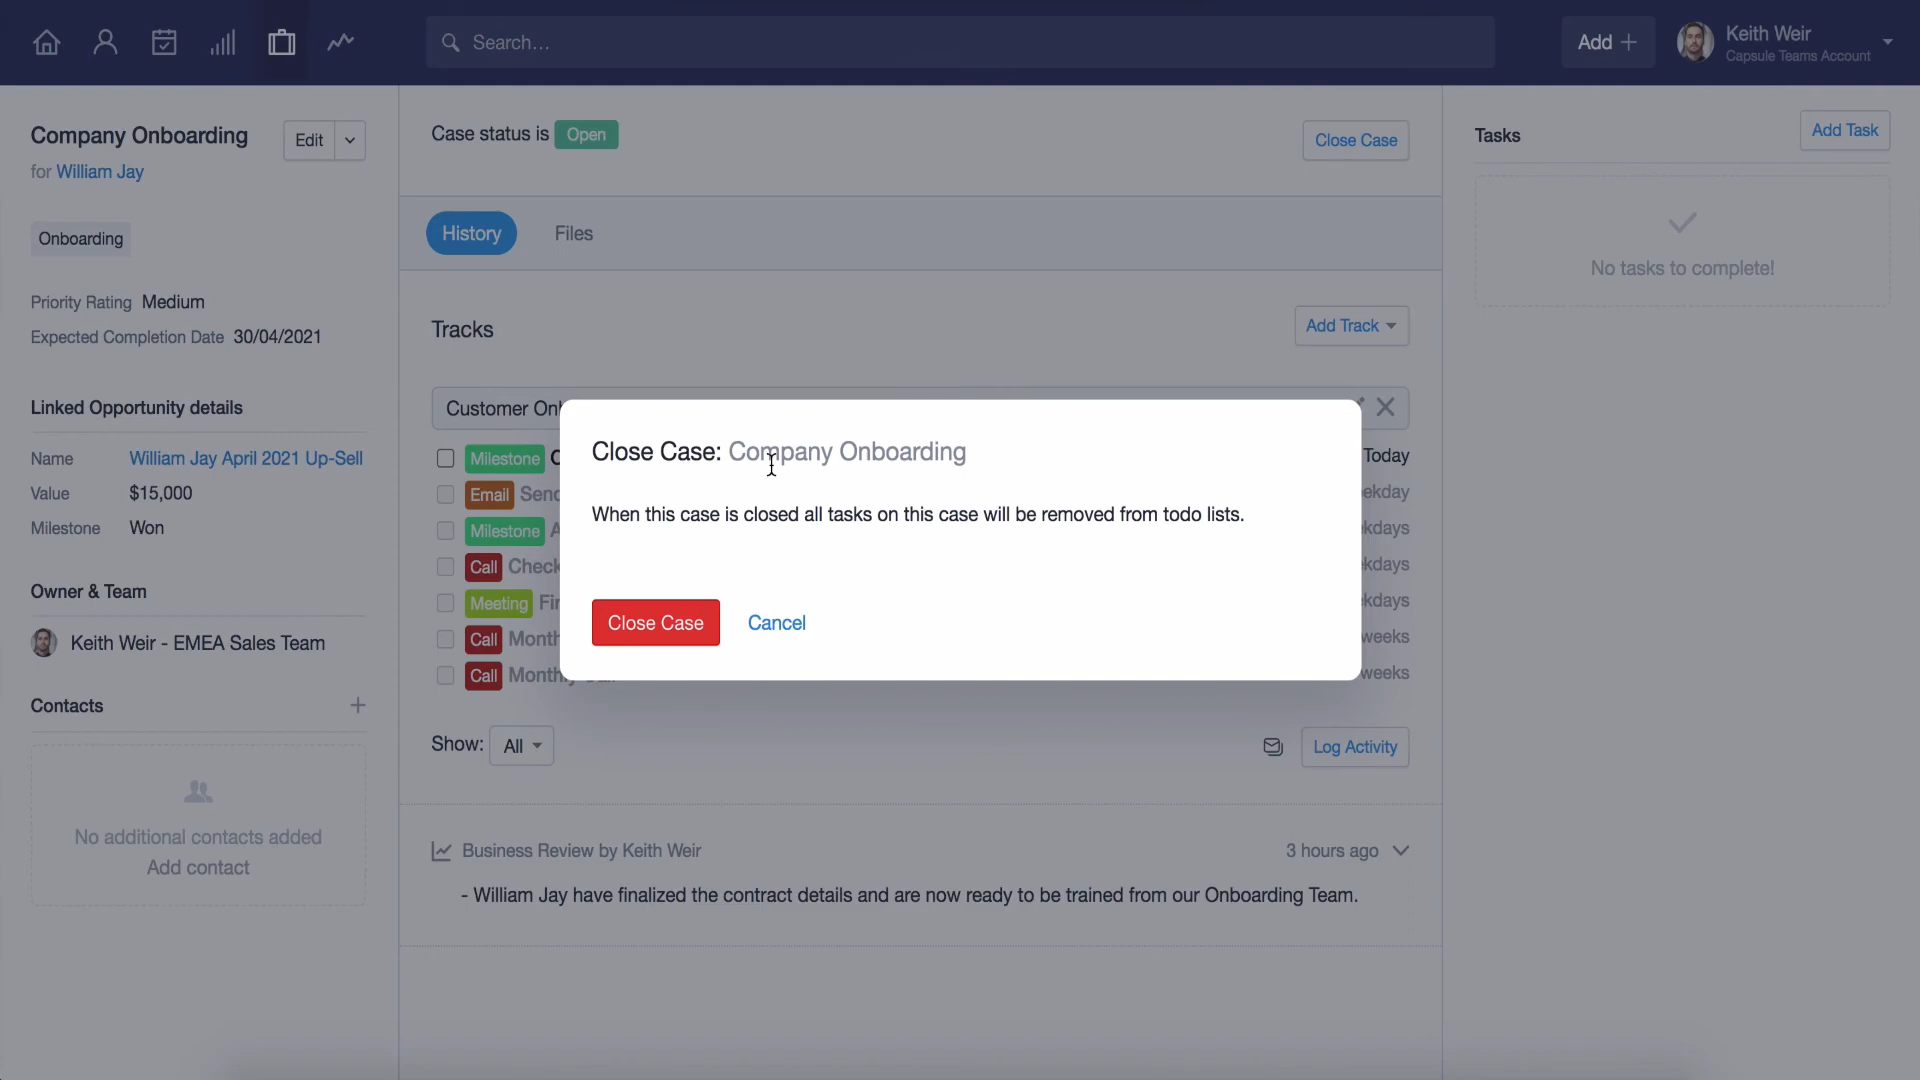 Search...
Add +
Keith Weir
Capsule Teams Account
Company Onboarding
Edit
for William Jay
Onboarding
Priority Rating Medium
Expected Completion Date 30/04/2021
Linked Opportunity details
Name William Jay April 2021 Up-Sell
Value $15,000
Milestone Won
Owner & Team
Keith Weir - EMEA Sales Team
Contacts +
No additional contacts added
Add contact
Case status is Open
Close Case
History Files
Tracks
Add Track
Customer
Milestone Today
Email
Milestone
Call Check
Meeting
Call weeks
Call Monthly weeks
Close Case: Company Onboarding
When this case is closed all tasks on this case will be removed from todo lists.
Close Case Cancel
Show: All
Log Activity
Business Review by Keith Weir 3 hours ago
- William Jay have finalized the contract details and are now ready to be trained from our Onboarding Team.
Tasks
Add Task
No tasks to complete!